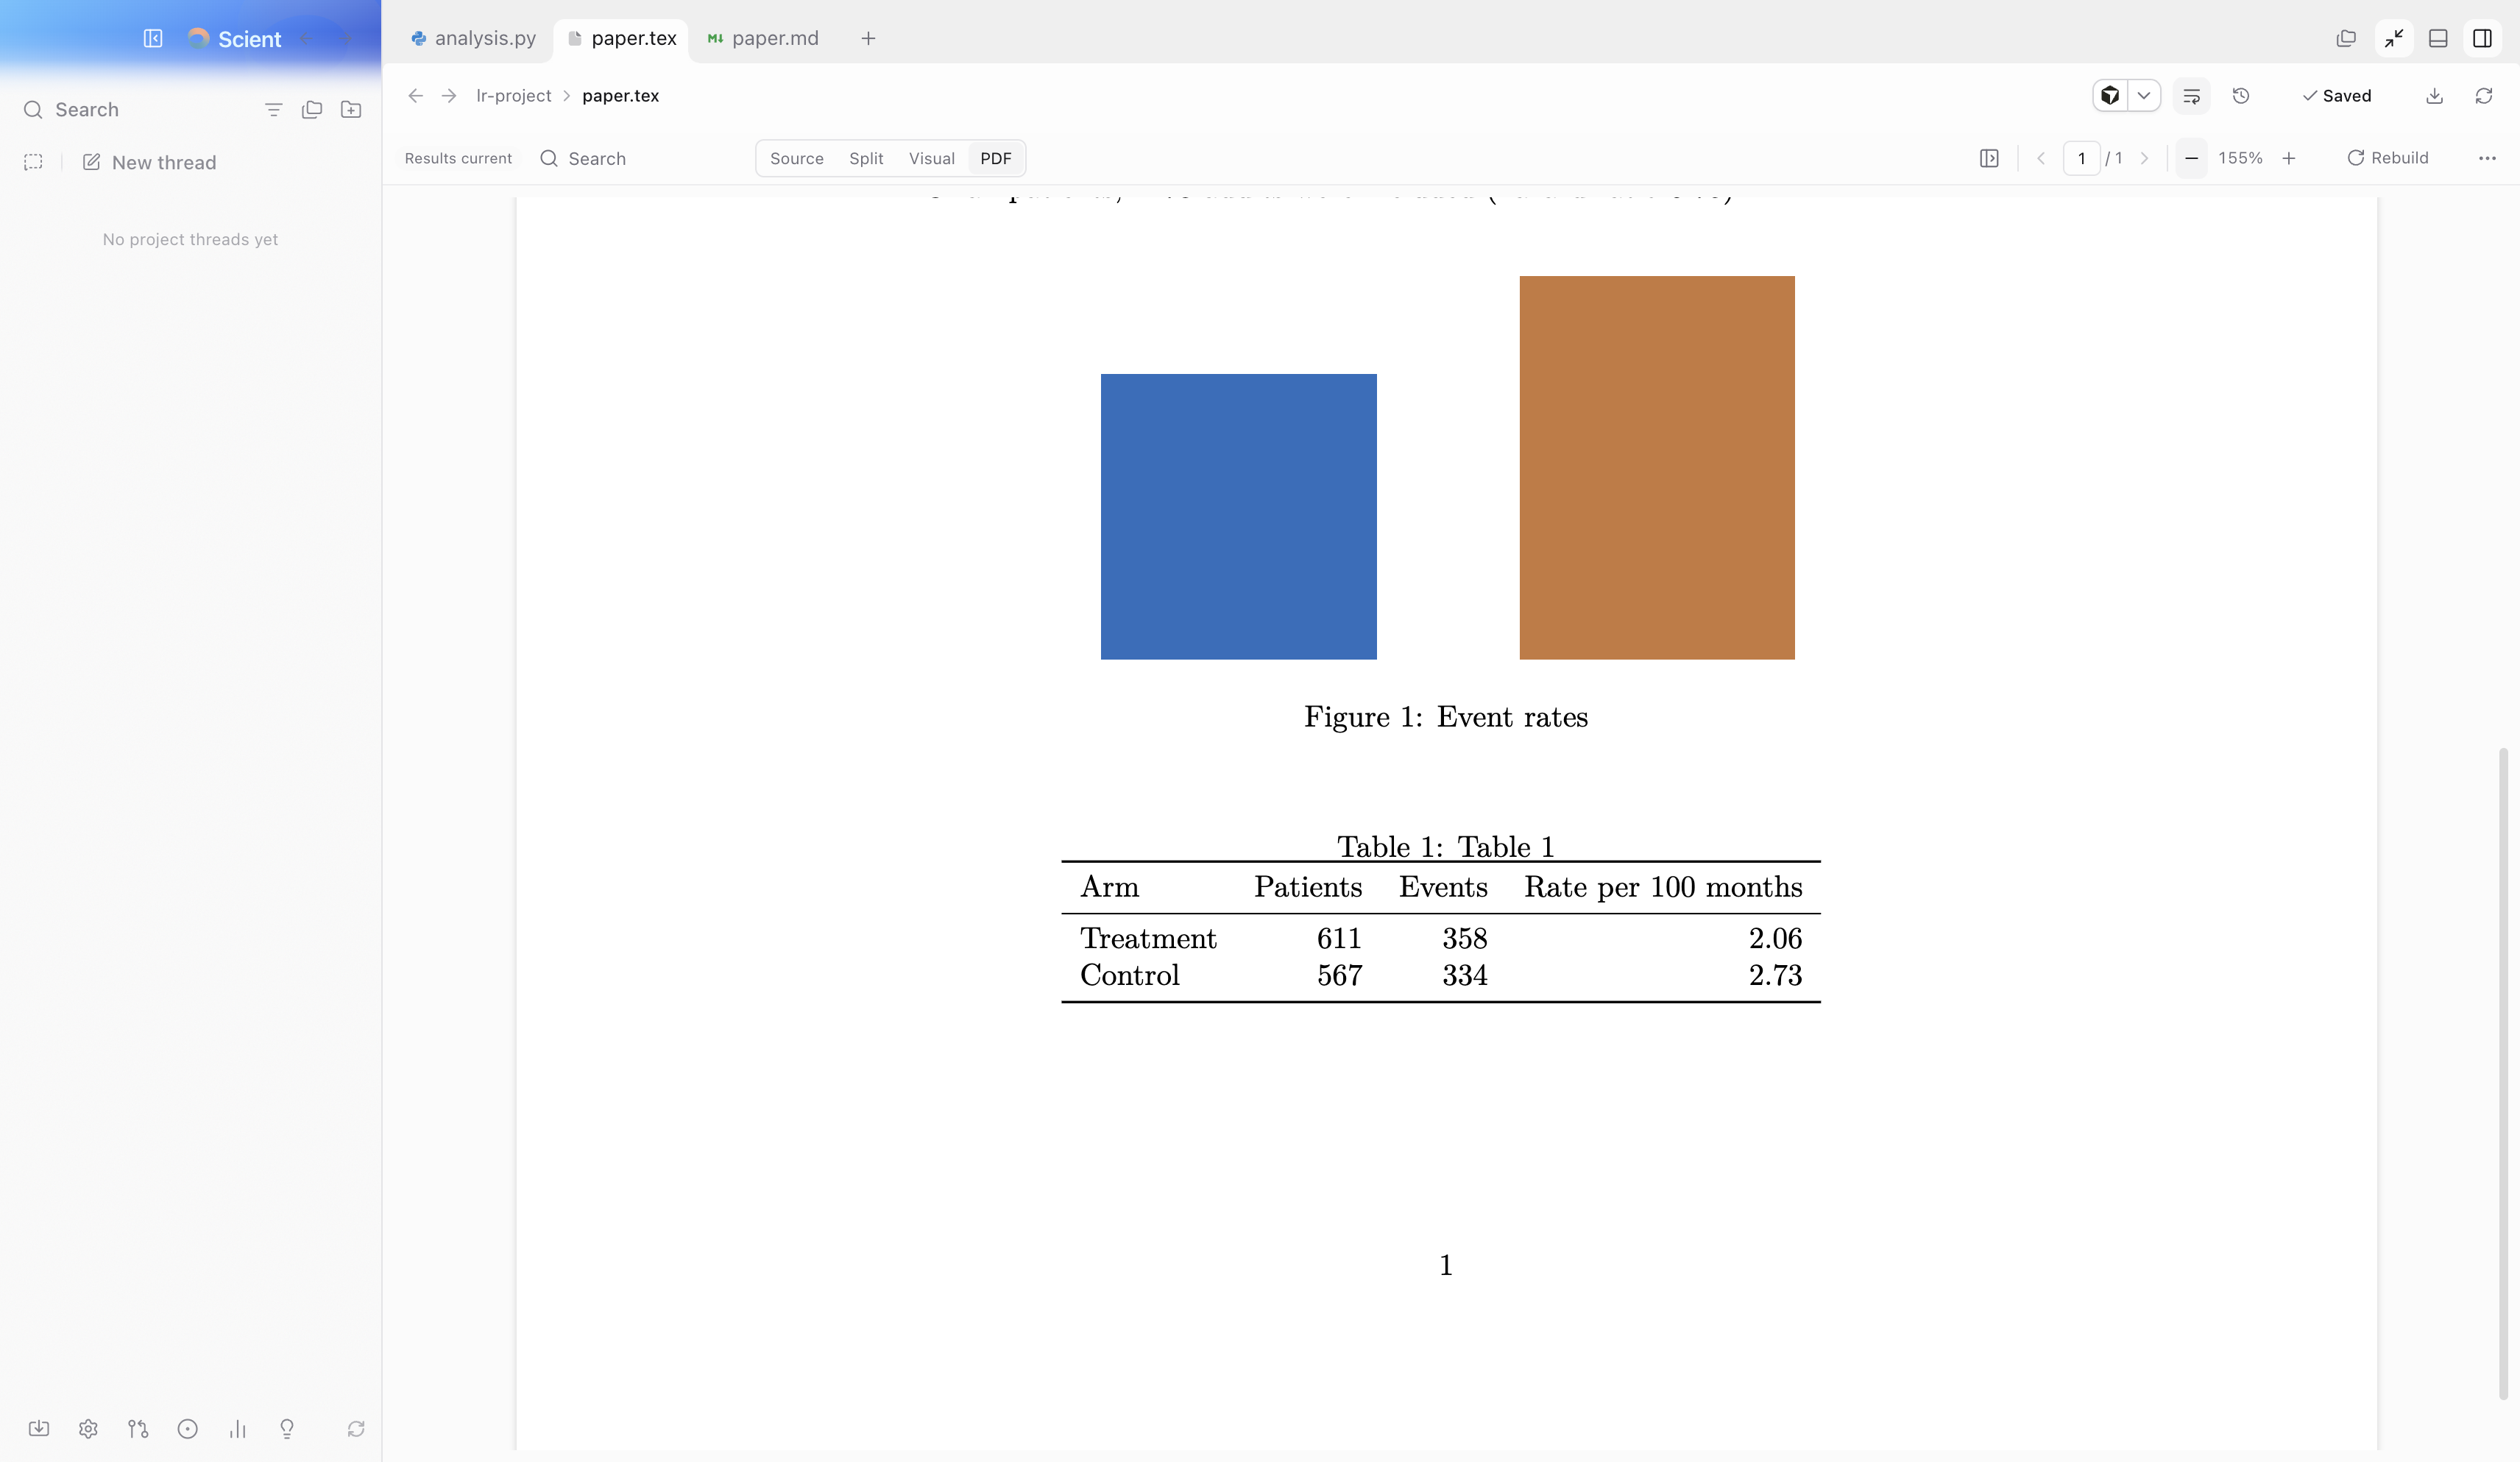 Scient
analysis.py
paper.tex
paper.md
Search
lr-project > paper.tex
Saved
New thread
Results current
Search
Source Split Visual PDF
1 / 1
155%
Rebuild
No project threads yet
Figure 1: Event rates
Table 1: Table 1
Arm Patients Events Rate per 100 months
Treatment 611 358 2.06
Control 567 334 2.73
1